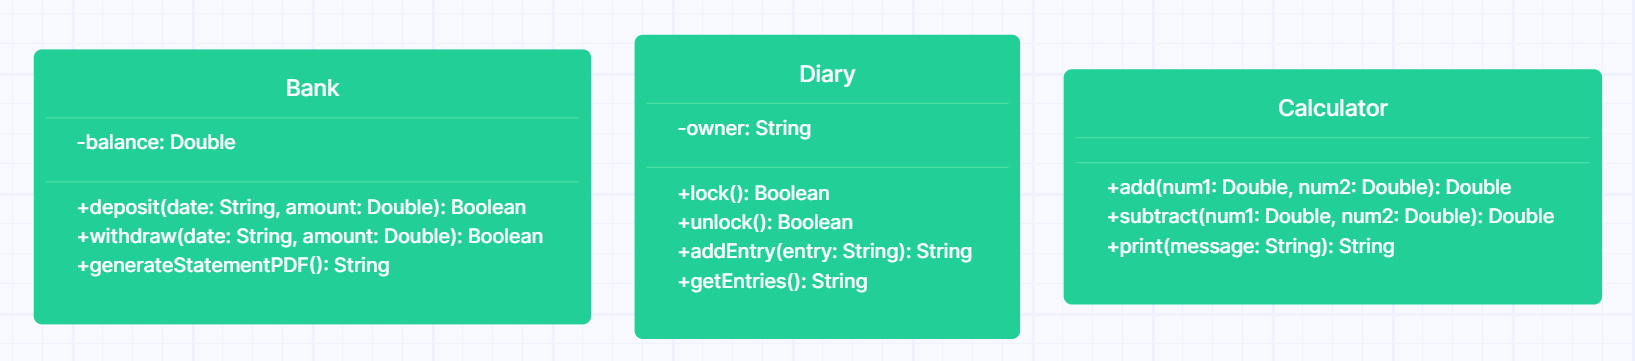 Bank
-balance: Double
+deposit(date: String, amount: Double): Boolean
+withdraw(date: String, amount: Double): Boolean
+generateStatementPDF(): String
Diary
-owner: String
+lock(): Boolean
+unlock(): Boolean
+addEntry(entry: String): String
+getEntries(): String
Calculator
+add(num1: Double, num2: Double): Double
+subtract(num1: Double, num2: Double): Double
+print(message: String): String